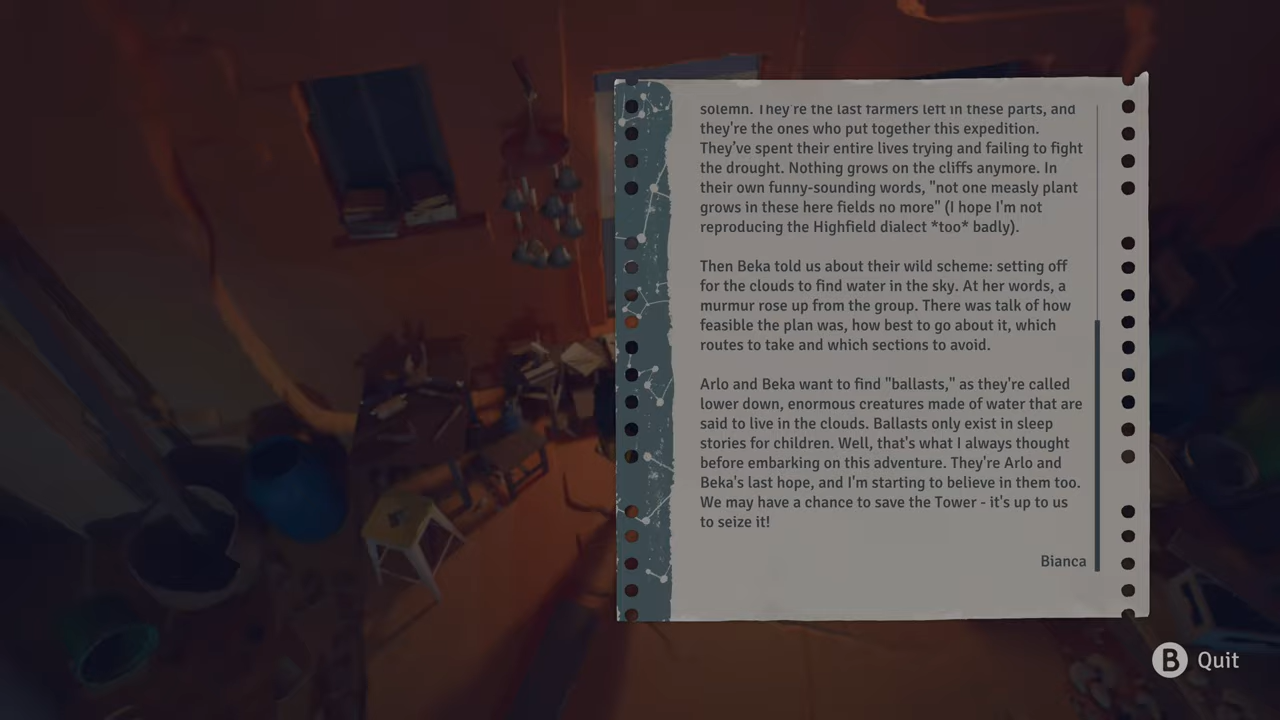 solemn. They're the last farmers left in these parts, and
they're the ones who put together this expedition.
They've spent their entire lives trying and failing to fight
the drought. Nothing grows on the cliffs anymore. In
their own funny-sounding words, "not one measly plant
grows in these here fields no more" (I hope I'm not
reproducing the Highfield dialect *too* badly).
Then Beka told us about their wild scheme: setting off
for the clouds to find water in the sky. At her words, a
murmur rose up from the group. There was talk of how
feasible the plan was, how best to go about it, which
routes to take and which sections to avoid.
Arlo and Beka want to find "ballasts," as they're called
lower down, enormous creatures made of water that are
said to live in the clouds. Ballasts only exist in sleep
stories for children. Well, that's what I always thought
before embarking on this adventure. They're Arlo and
Beka's last hope, and I'm starting to believe in them too.
We may have a chance to save the Tower - it's up to us
to seize it!
Bianca
B Quit